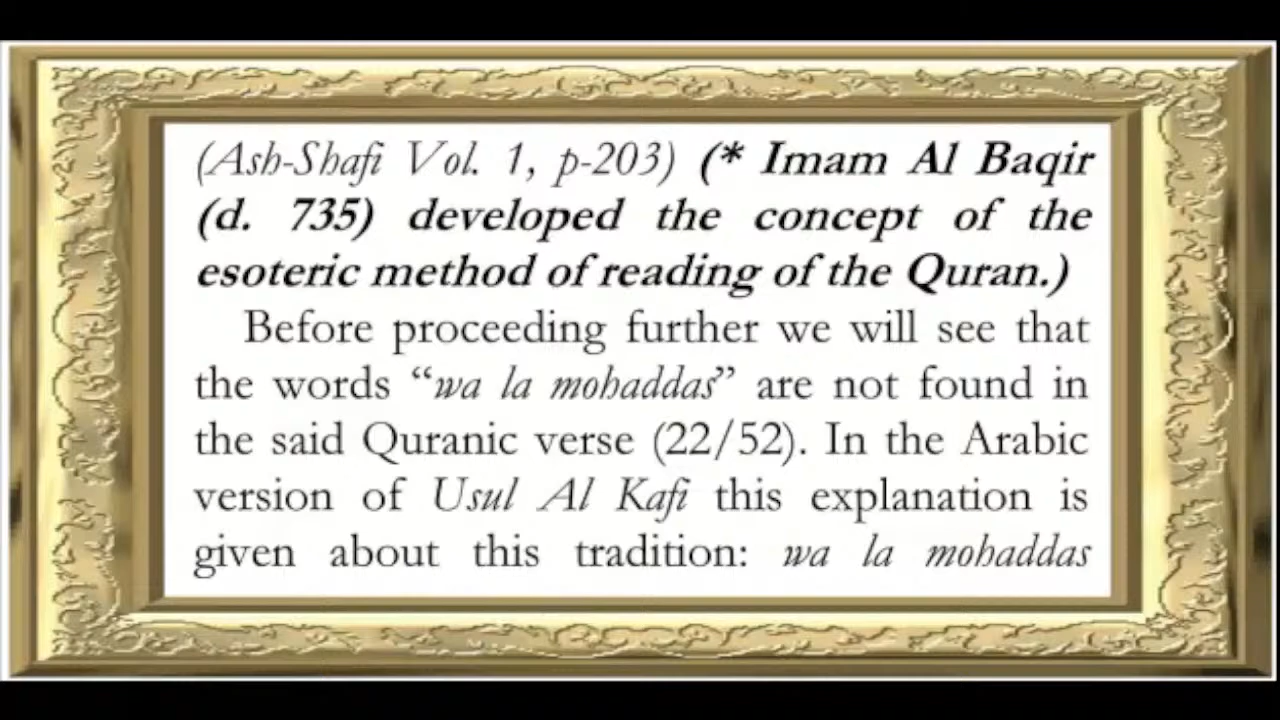 (Ash-Shafi Vol. 1, p-203) (* Imam Al Baqir
(d. 735) developed the concept of the
esoteric method of reading of the Quran.)
Before proceeding further we will see that
the words “wa la mohaddas” are not found in
the said Quranic verse (22/52). In the Arabic
version of Usul Al Kafi this explanation is
given about this tradition: wa la mohaddas